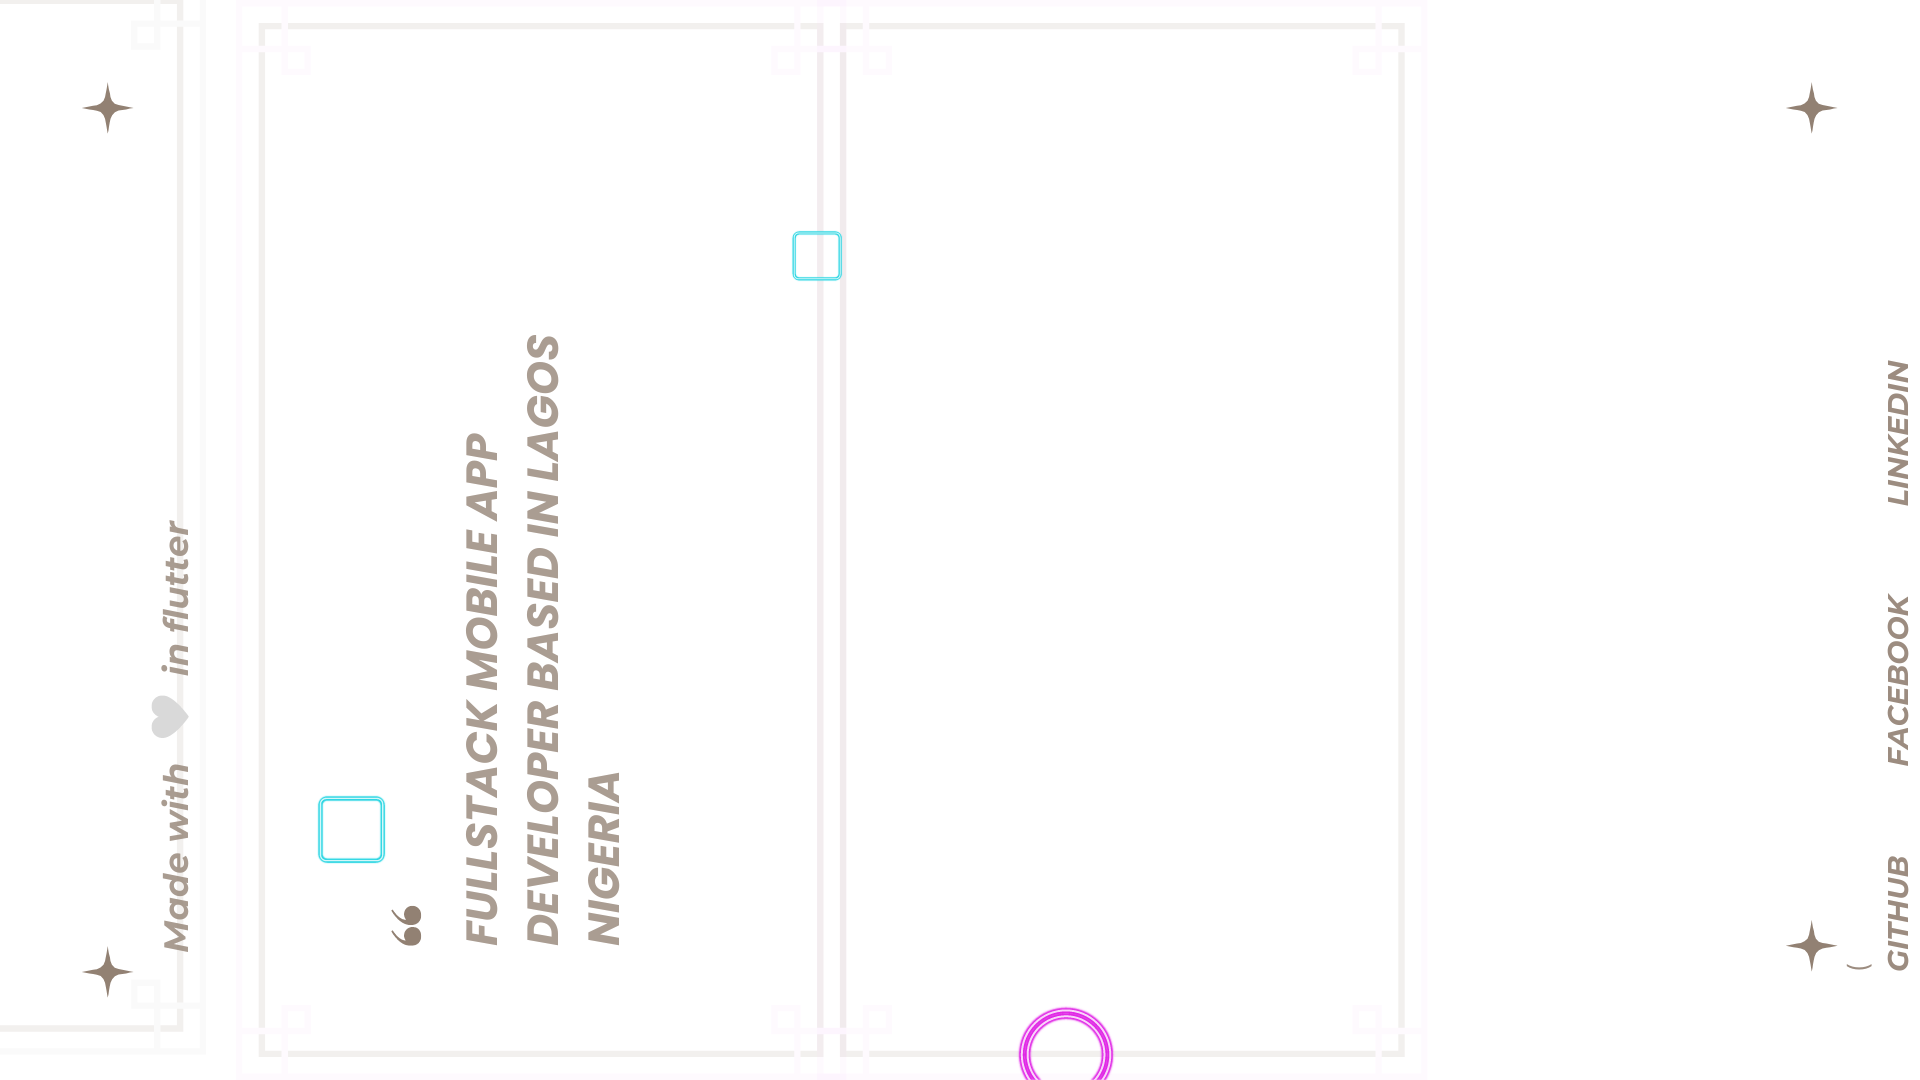 Made with in flutter
❝
FULLSTACK MOBILE APP
DEVELOPER BASED IN LAGOS
NIGERIA
GITHUB
FACEBOOK
LINKEDIN